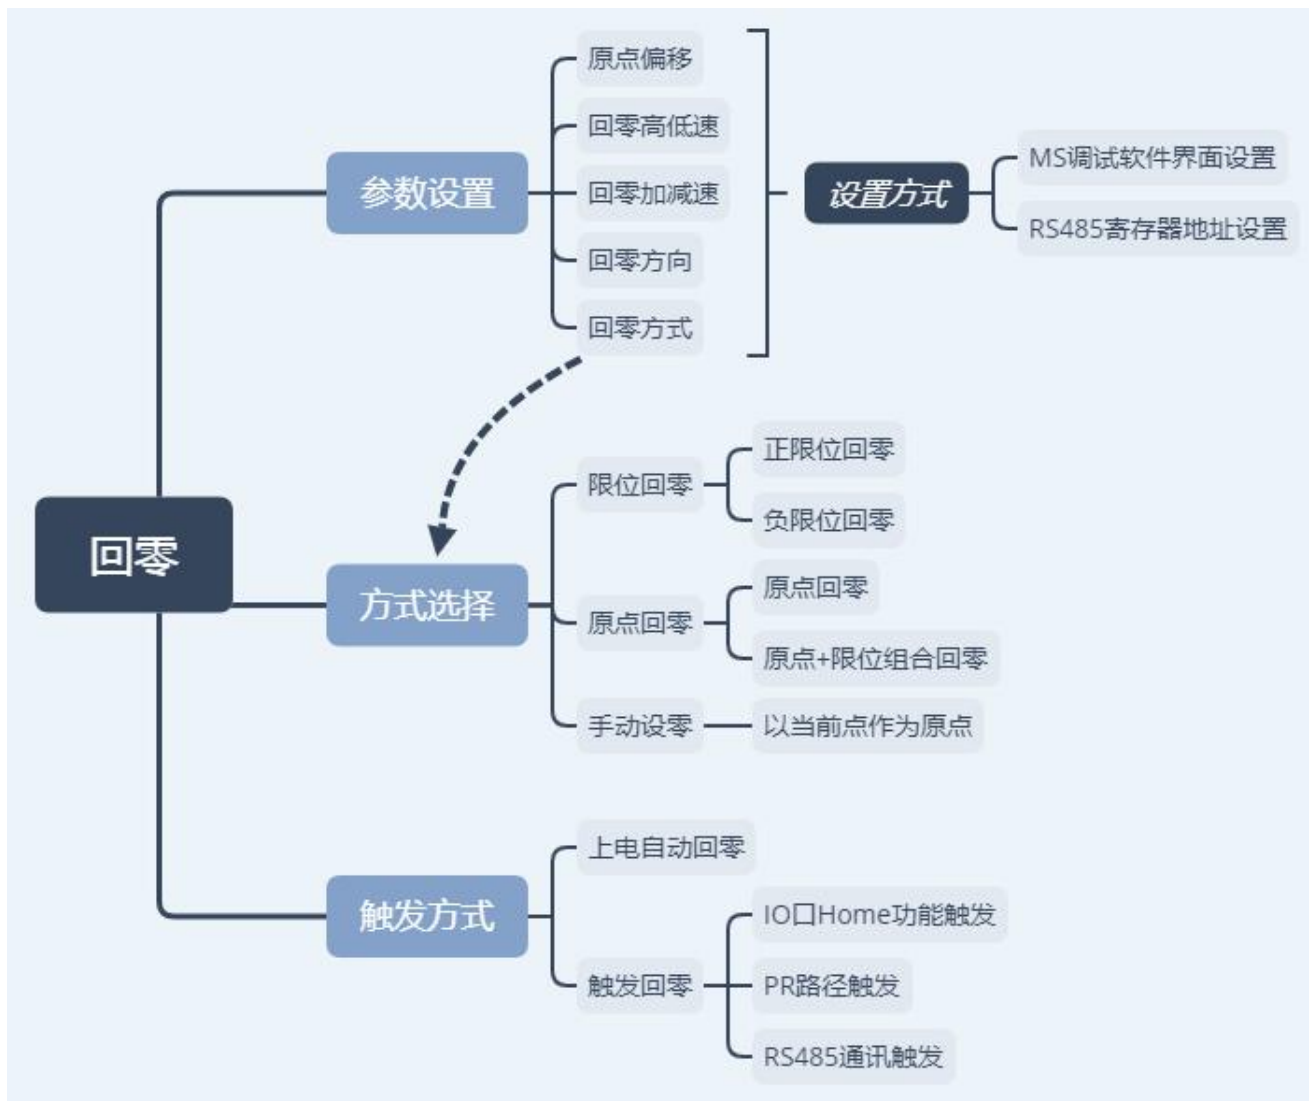 回零
参数设置
原点偏移
回零高低速
回零加减速
回零方向
回零方式
设置方式
MS调试软件界面设置
RS485寄存器地址设置
方式选择
限位回零
正限位回零
负限位回零
原点回零
原点回零
原点+限位组合回零
手动设零
以当前点作为原点
触发方式
上电自动回零
触发回零
IO口Home功能触发
PR路径触发
RS485通讯触发